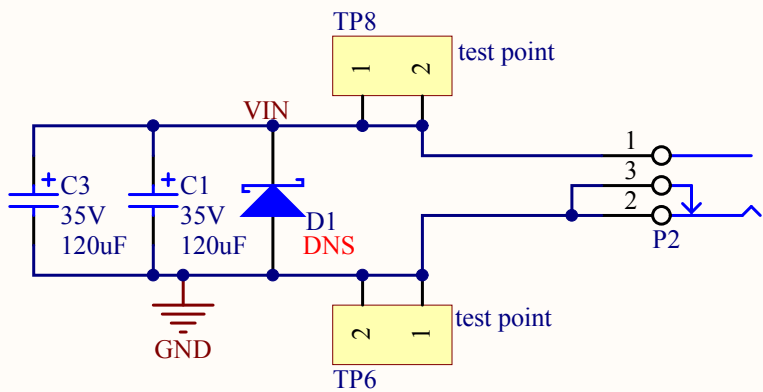 TP8
1
2
test point
VIN
1
3
2
P2
C3
35V
120uF
C1
35V
120uF
D1
DNS
GND
2
1
test point
TP6